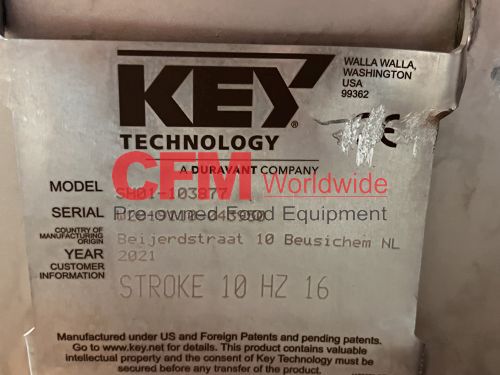 KEY®
TECHNOLOGY
A DURAVANT COMPANY
WALLA WALLA,
WASHINGTON
USA
99362
CE
CFM Worldwide
Pre-Owned Food Equipment
MODEL
SERIAL
COUNTRY OF
MANUFACTURING
ORIGIN
Beijerdstraat 10 Beusichem NL
YEAR 2021
CUSTOMER
INFORMATION
STROKE 10 HZ 16
Manufactured under US and Foreign Patents and pending patents.
Go to www.key.net for details. This product contains valuable
intellectual property and the consent of Key Technology must be
secured before any transfer of the product.